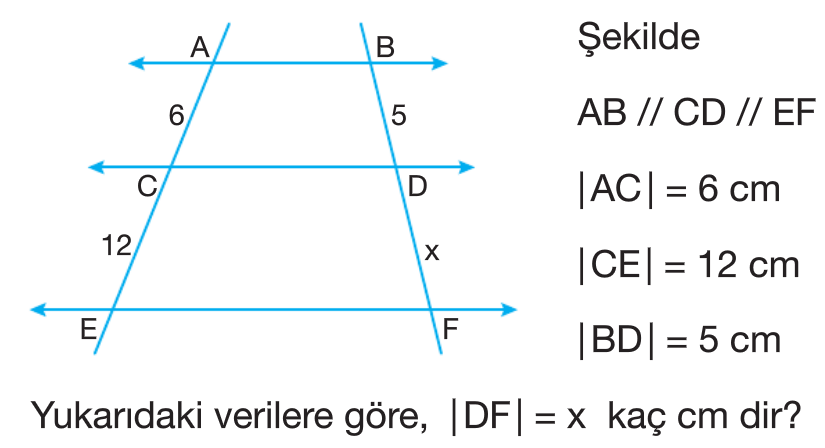 A B
6 5
C D
12 x
E F
Şekilde
AB // CD // EF
|AC| = 6 cm
|CE| = 12 cm
|BD| = 5 cm
Yukarıdaki verilere göre, |DF| = x kaç cm dir?